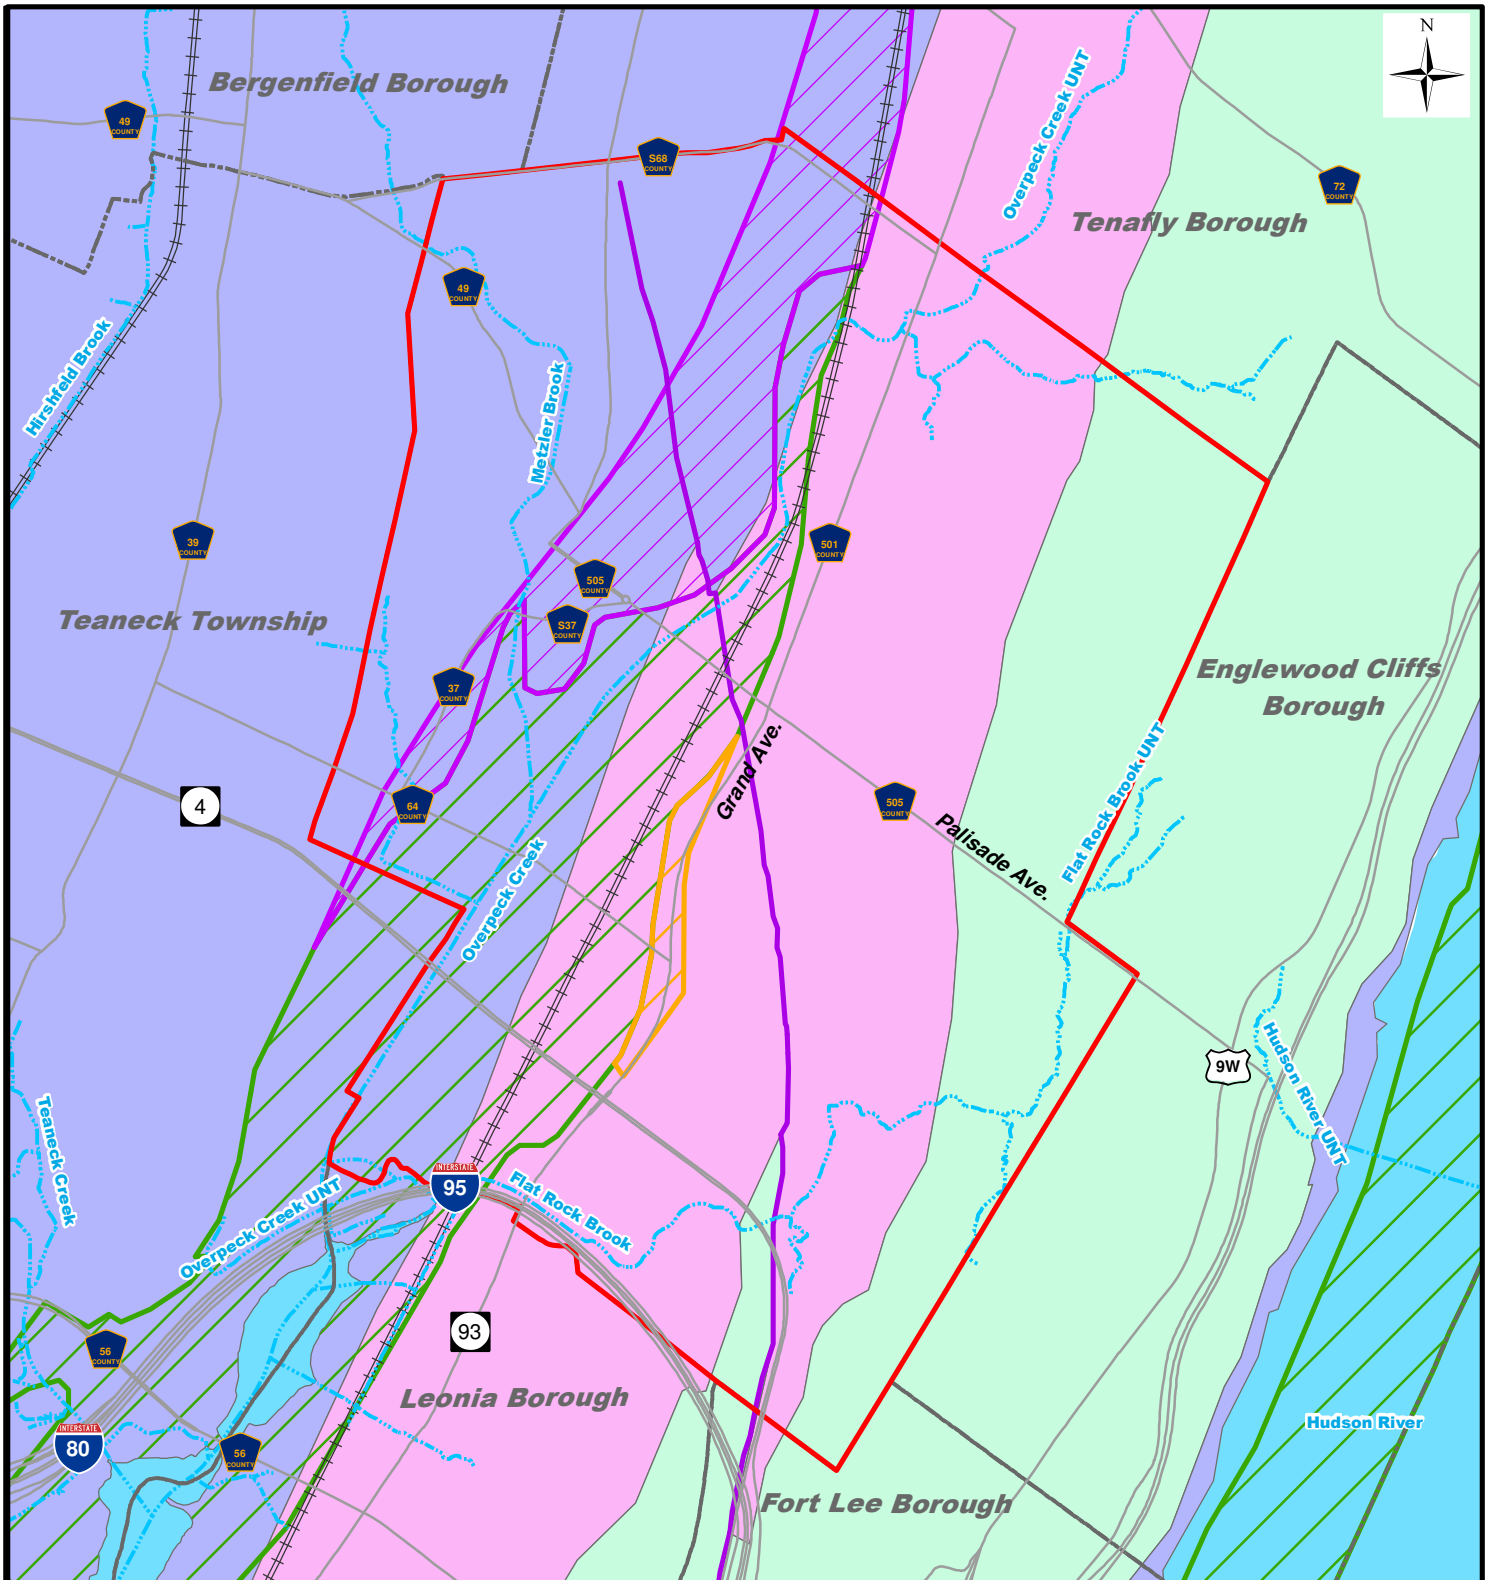 N
Bergenfield Borough
49
COUNTY
S68
COUNTY
Overpeck Creek UNT
72
COUNTY
Tenafly Borough
49
COUNTY
Hirshfeld Brook
Metzler Brook
39
COUNTY
501
COUNTY
505
COUNTY
S37
COUNTY
Teaneck Township
37
COUNTY
Englewood Cliffs
Borough
64
COUNTY
4
Grand Ave.
505
COUNTY
Palisade Ave.
Flat Rock Brook UNT
Overpeck Creek
9W
Hudson River UNT
Teaneck Creek
INTERSTATE
95
Overpeck Creek UNT
Flat Rock Brook
93
56
COUNTY
Leonia Borough
INTERSTATE
80
56
COUNTY
Hudson River
Fort Lee Borough